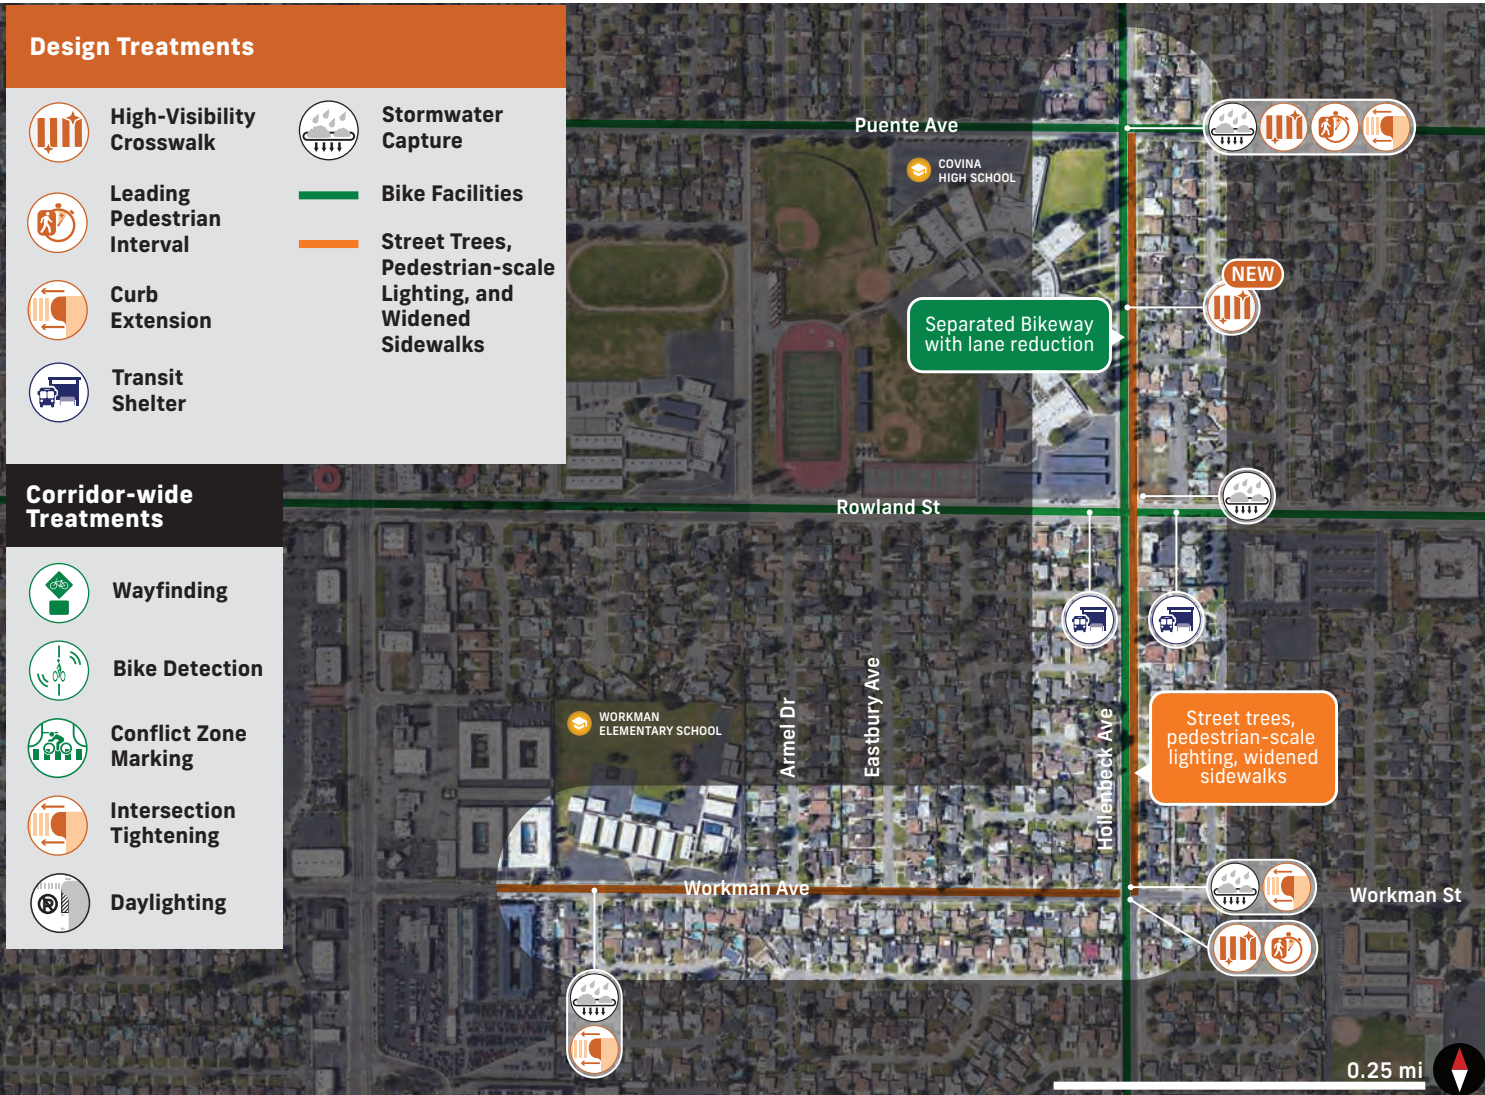 Design Treatments
High-Visibility
Crosswalk
Leading
Pedestrian
Interval
Curb
Extension
Transit
Shelter
Stormwater
Capture
Bike Facilities
Street Trees,
Pedestrian-scale
Lighting, and
Widened
Sidewalks
Corridor-wide
Treatments
Wayfinding
Bike Detection
Conflict Zone
Marking
Intersection
Tightening
Daylighting
Puente Ave
COVINA
HIGH SCHOOL
NEW
Separated Bikeway
with lane reduction
Rowland St
WORKMAN
ELEMENTARY SCHOOL
Armel Dr
Eastbury Ave
Hollenbeck Ave
Street trees,
pedestrian-scale
lighting, widened
sidewalks
Workman Ave
Workman St
0.25 mi